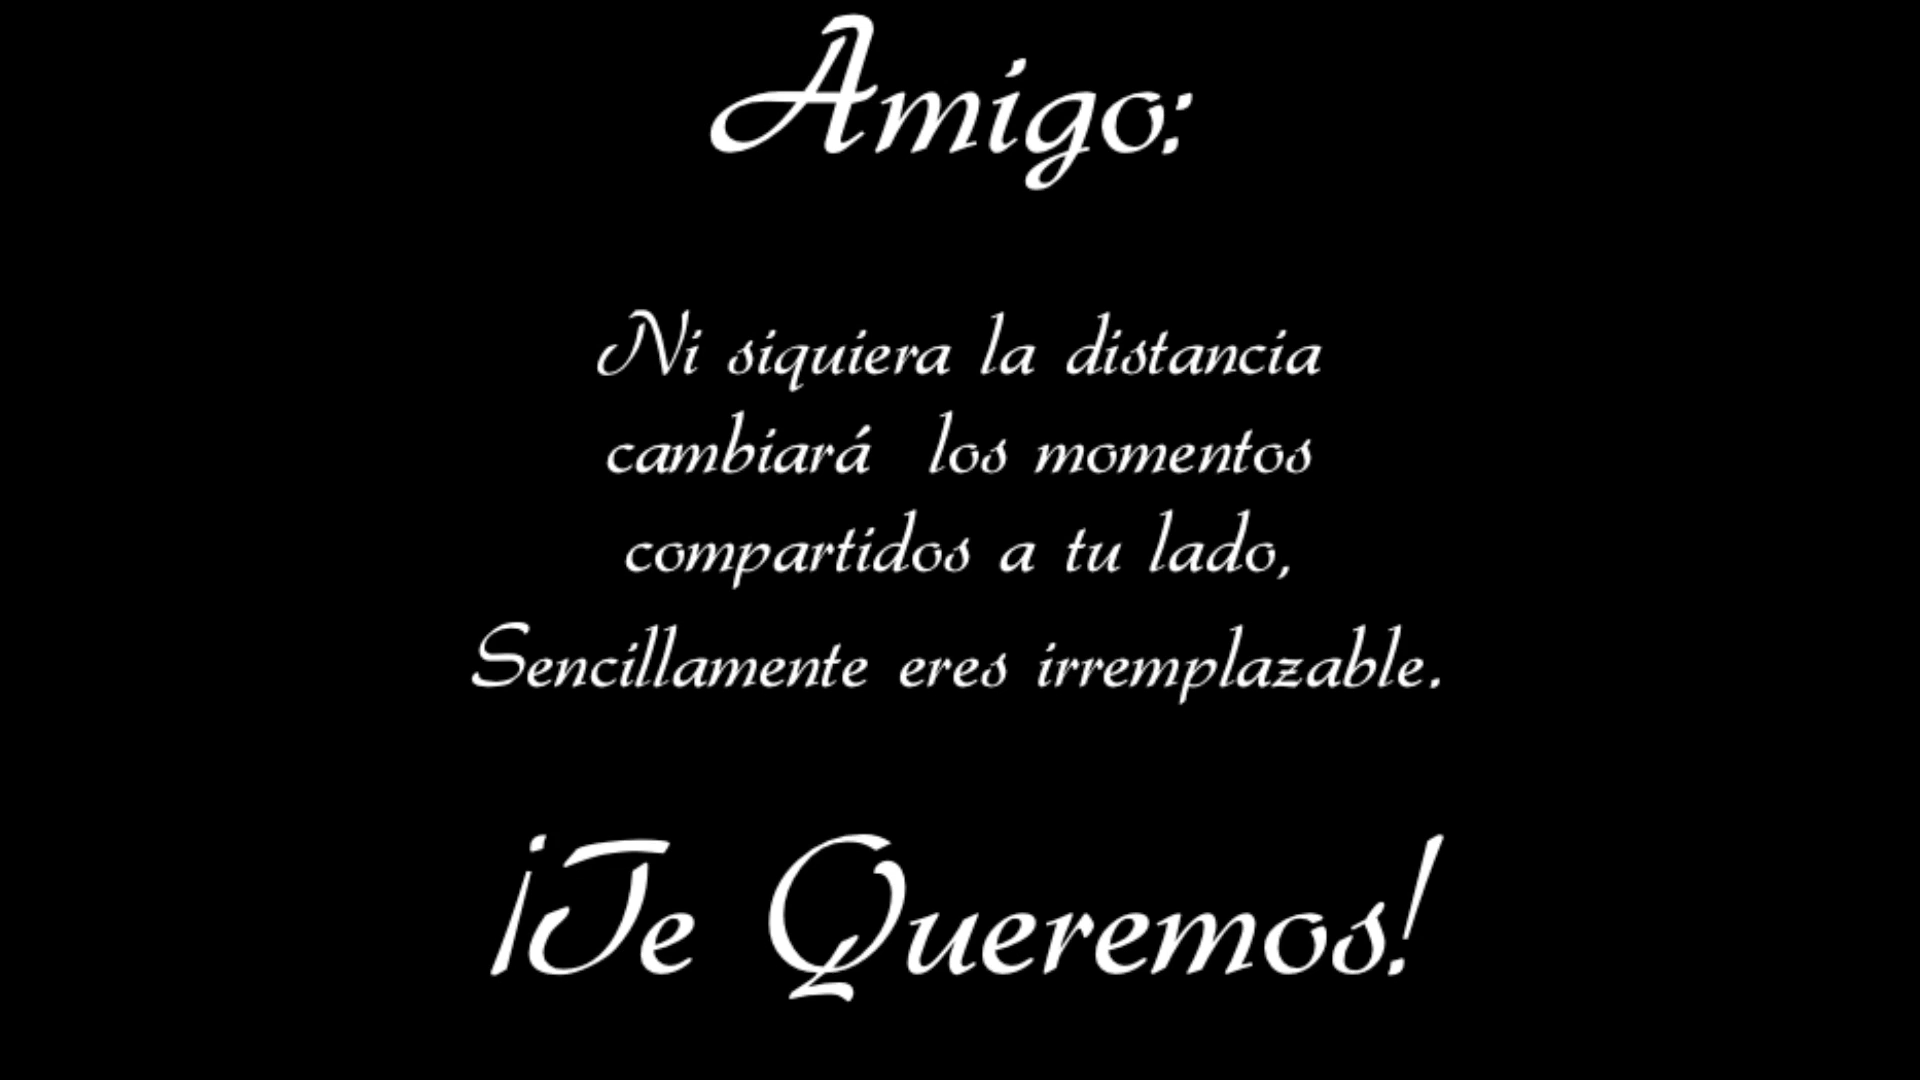 Amigo:
Ni siquiera la distancia
cambiará los momentos
compartidos a tu lado,
Sencillamente eres irremplazable.
¡Te Queremos!